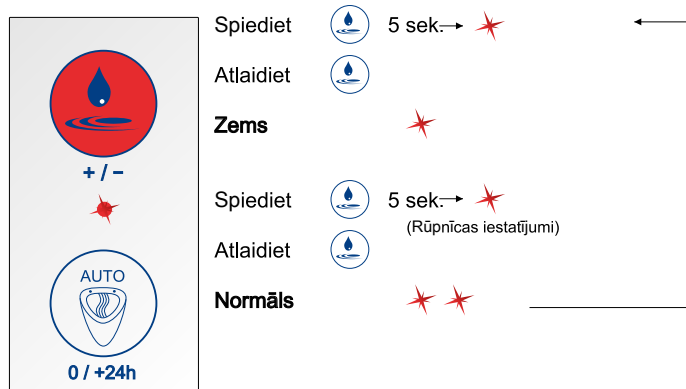 Spiediet 5 sek.
Atlaidiet
Zems
+ / −
Spiediet 5 sek.
(Rūpnīcas iestatījumi)
Atlaidiet
AUTO
Normāls
0 / +24h